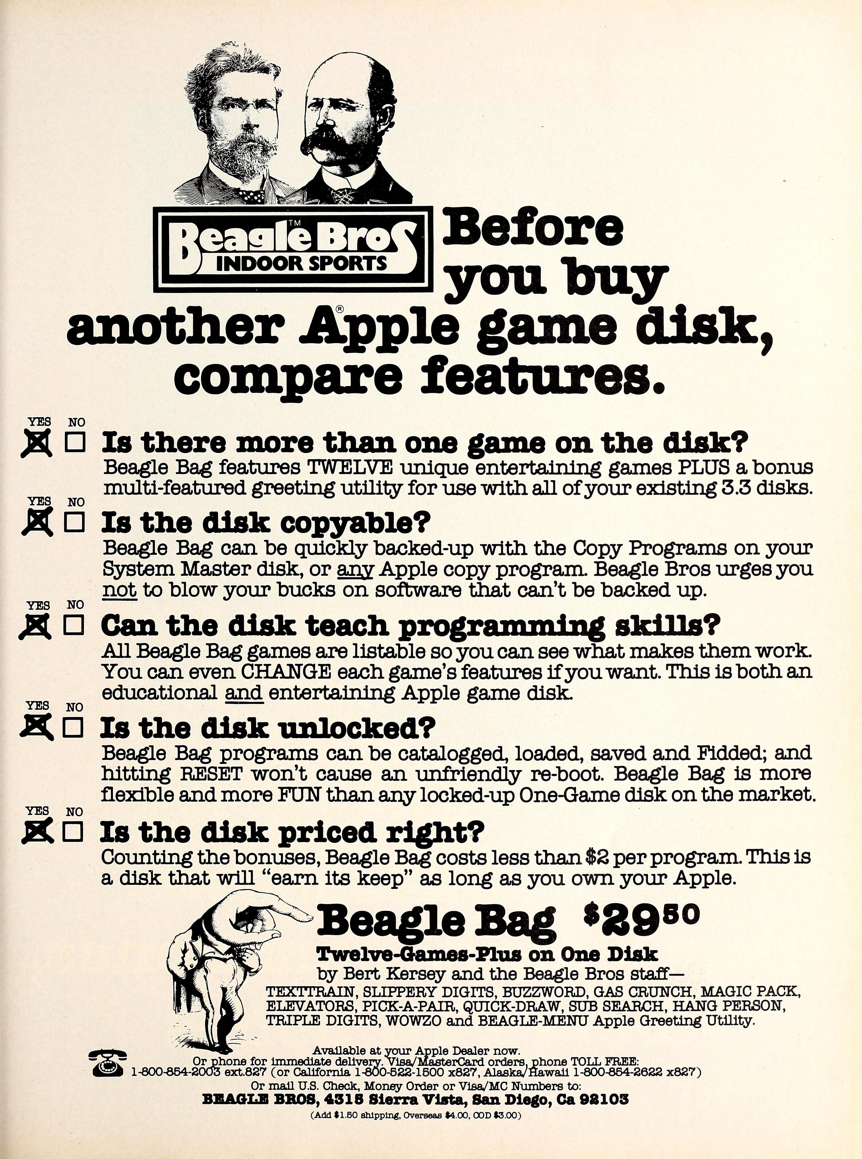 Beagle Bros™
INDOOR SPORTS
Before
you buy
another Apple® game disk,
compare features.
YES NO
Is there more than one game on the disk?
Beagle Bag features TWELVE unique entertaining games PLUS a bonus
multi-featured greeting utility for use with all of your existing 3.3 disks.
YES NO
Is the disk copyable?
Beagle Bag can be quickly backed-up with the Copy Programs on your
System Master disk, or any Apple copy program. Beagle Bros urges you
not to blow your bucks on software that can't be backed up.
YES NO
Can the disk teach programming skills?
All Beagle Bag games are listable so you can see what makes them work.
You can even CHANGE each game's features if you want. This is both an
educational and entertaining Apple game disk.
YES NO
Is the disk unlocked?
Beagle Bag programs can be catalogged, loaded, saved and Fidded; and
hitting RESET won't cause an unfriendly re-boot. Beagle Bag is more
flexible and more FUN than any locked-up One-Game disk on the market.
YES NO
Is the disk priced right?
Counting the bonuses, Beagle Bag costs less than $2 per program. This is
a disk that will "earn its keep" as long as you own your Apple.
Beagle Bag $2950
Twelve-Games-Plus on One Disk
by Bert Kersey and the Beagle Bros staff—
TEXTTRAIN, SLIPPERY DIGITS, BUZZWORD, GAS CRUNCH, MAGIC PACK,
ELEVATORS, PICK-A-PAIR, QUICK-DRAW, SUB SEARCH, HANG PERSON,
TRIPLE DIGITS, WOWZO and BEAGLE-MENU Apple Greeting Utility.
Available at your Apple Dealer now.
Or phone for immediate delivery. Visa/MasterCard orders, phone TOLL FREE:
1-800-854-2003 ext.827 (or California 1-800-522-1500 x827, Alaska/Hawaii 1-800-854-2622 x827)
Or mail U.S. Check, Money Order or Visa/MC Numbers to:
BEAGLE BROS, 4315 Sierra Vista, San Diego, Ca 92103
(Add $1.50 shipping, Overseas $4.00, COD $3.00)